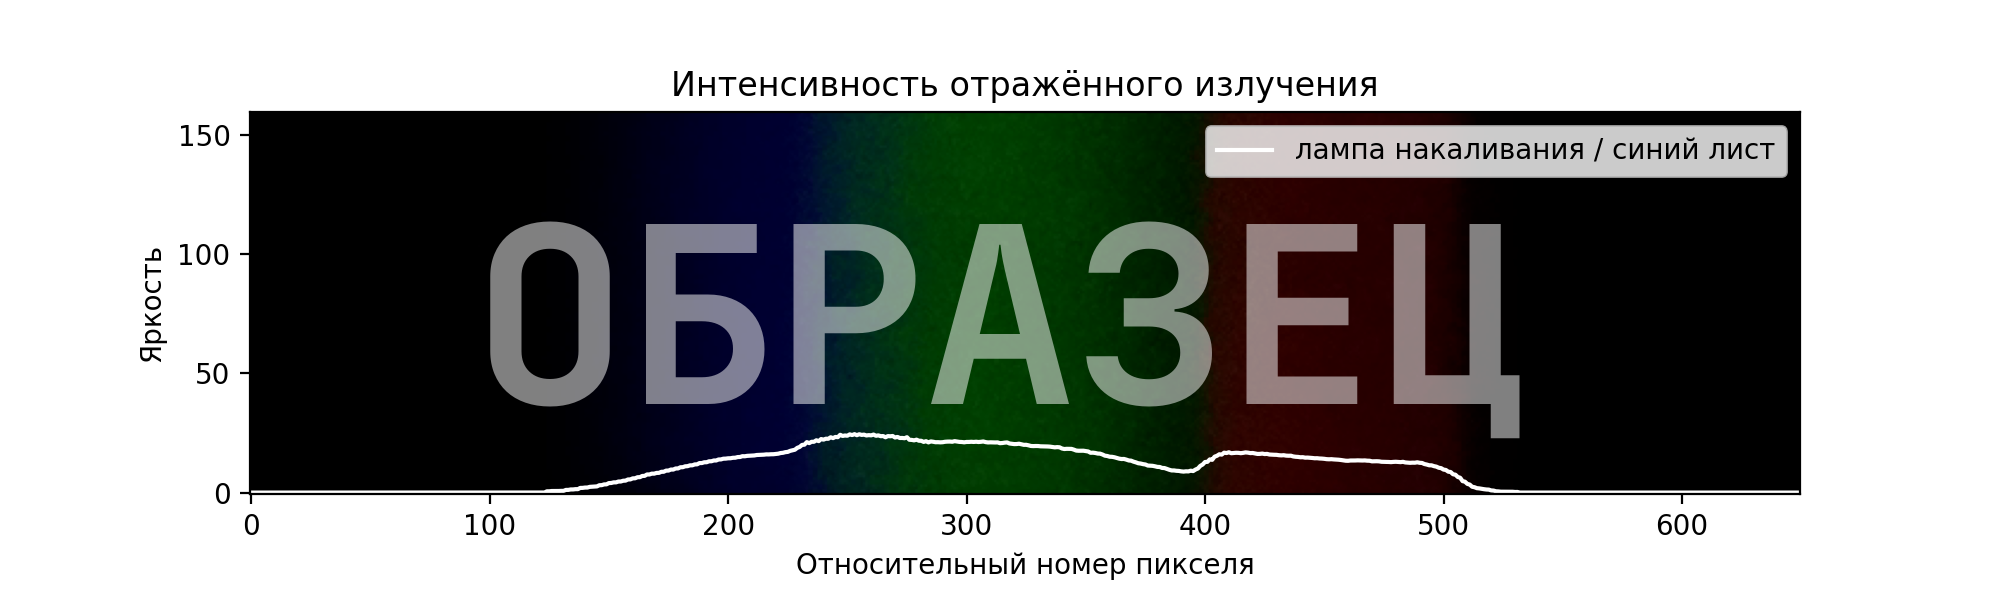 Интенсивность отражённого излучения
лампа накаливания / синий лист
ОБРАЗЕЦ
Яркость
150
100
50
0
0 100 200 300 400 500 600
Относительный номер пикселя